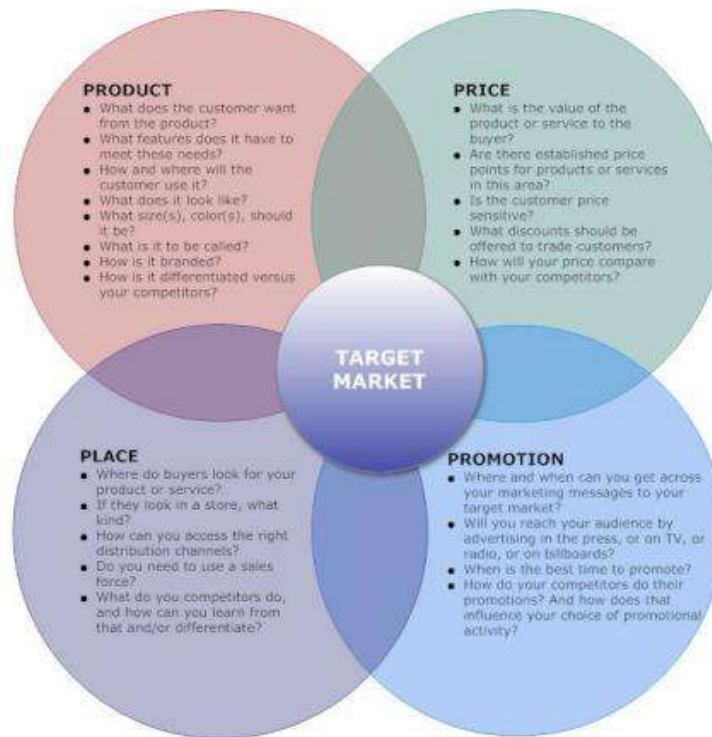 PRODUCT
• What does the customer want
from the product?
• What features does it have to
meet these needs?
• How and where will the
customer use it?
• What does it look like?
• What size(s), color(s), should
it be?
• What is it to be called?
• How is it branded?
• How is it differentiated versus
your competitors?
PRICE
• What is the value of the
product or service to the
buyer?
• Are there established price
points for products or services
in this area?
• Is the customer price
sensitive?
• What discounts should be
offered to trade customers?
• How will your price compare
with your competitors?
TARGET
MARKET
PLACE
• Where do buyers look for your
product or service?
• If they look in a store, what
kind?
• How can you access the right
distribution channels?
• Do you need to use a sales
force?
• What do you competitors do,
and how can you learn from
that and/or differentiate?
PROMOTION
• Where and when can you get across
your marketing messages to your
target market?
• Will you reach your audience by
advertising in the press, or on TV, or
radio, or on billboards?
• When is the best time to promote?
• How do your competitors do their
promotions? And how does that
influence your choice of promotional
activity?